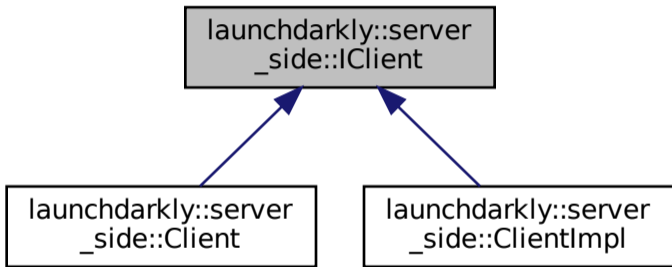 launchdarkly::server
_side::IClient
launchdarkly::server
_side::Client
launchdarkly::server
_side::ClientImpl